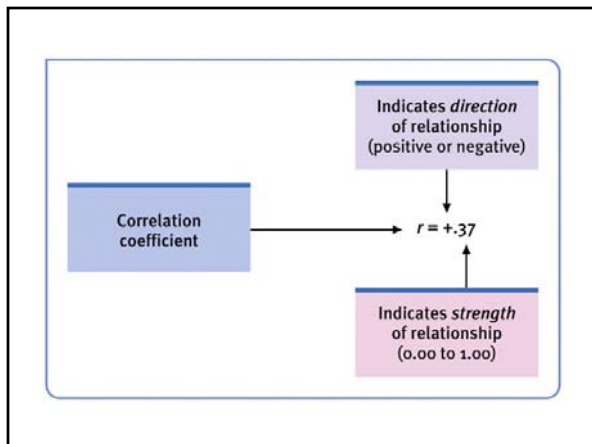 Indicates direction
of relationship
(positive or negative)
Correlation
coefficient
r = +.37
Indicates strength
of relationship
(0.00 to 1.00)